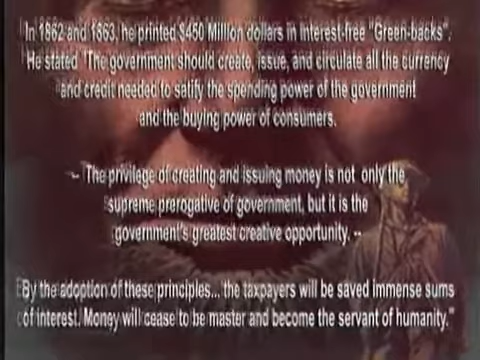 In 1862 and 1863, he printed $450 Million dollars in interest-free "Green-backs".
He stated "The government should create, issue, and circulate all the currency
and credit needed to satify the spending power of the government
and the buying power of consumers.
-- The privilege of creating and issuing money is not only the
supreme prerogative of government, but it is the
government's greatest creative opportunity. --
By the adoption of these principles... the taxpayers will be saved immense sums
of interest. Money will cease to be master and become the servant of humanity."